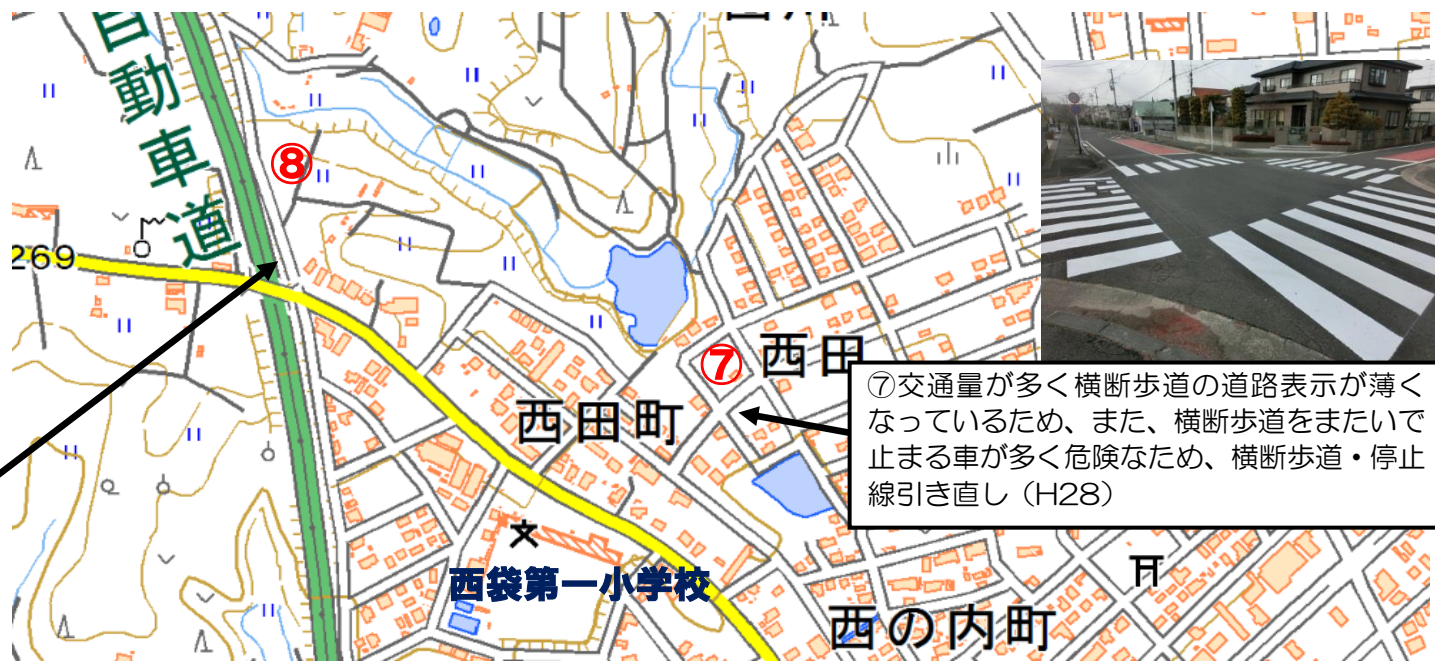 自動車道
⑧
269
⑦
西田
西田町
⑦交通量が多く横断歩道の道路表示が薄く
なっているため、また、横断歩道をまたいで
止まる車が多く危険なため、横断歩道・停止
線引き直し（H28）
文
西袋第一小学校
西の内町